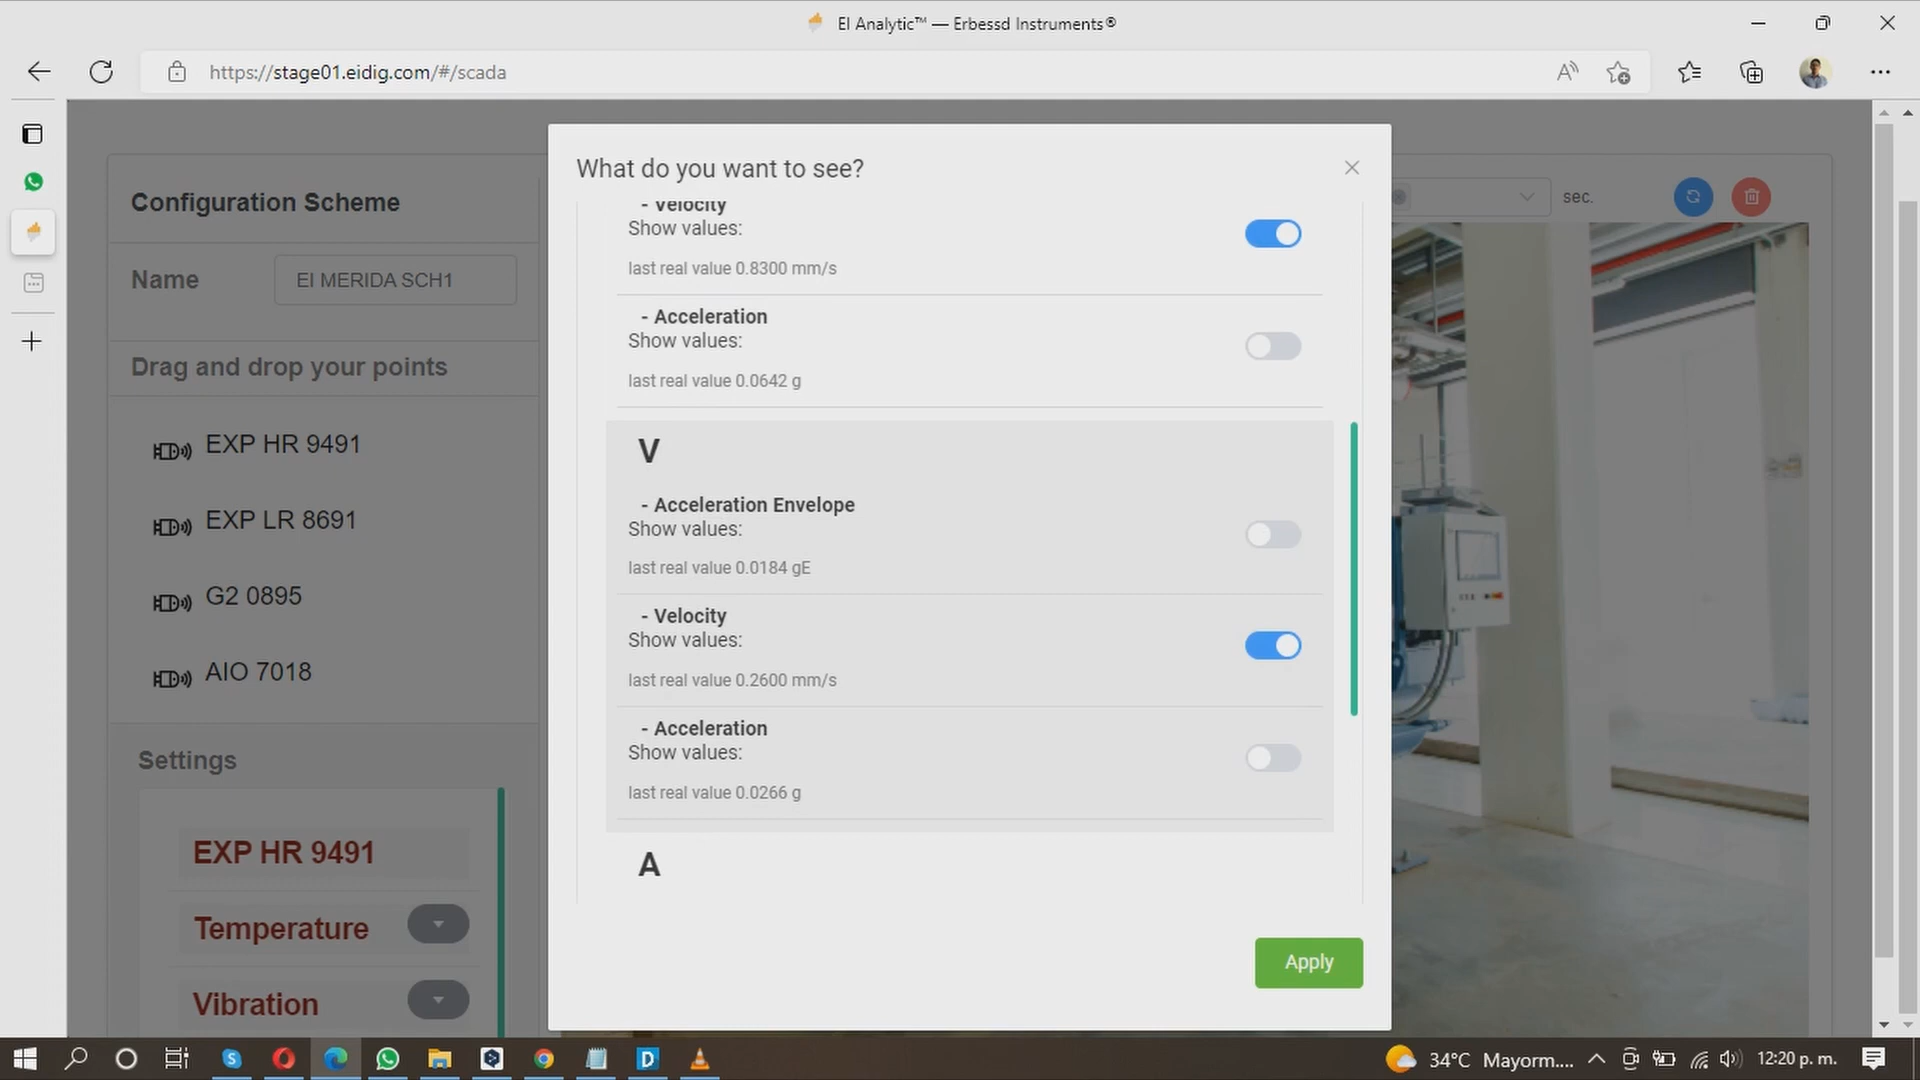 EI Analytic™ — Erbessd Instruments®
https://stage01.eidig.com/#/scada
What do you want to see?
- Velocity
Show values:
last real value 0.8300 mm/s
- Acceleration
Show values:
last real value 0.0642 g
V
- Acceleration Envelope
Show values:
last real value 0.0184 gE
- Velocity
Show values:
last real value 0.2600 mm/s
- Acceleration
Show values:
last real value 0.0266 g
A
Apply
Configuration Scheme
Name
EI MERIDA SCH1
Drag and drop your points
EXP HR 9491
EXP LR 8691
G2 0895
AIO 7018
Settings
EXP HR 9491
Temperature
Vibration
sec.
34°C Mayorm....
12:20 p. m.